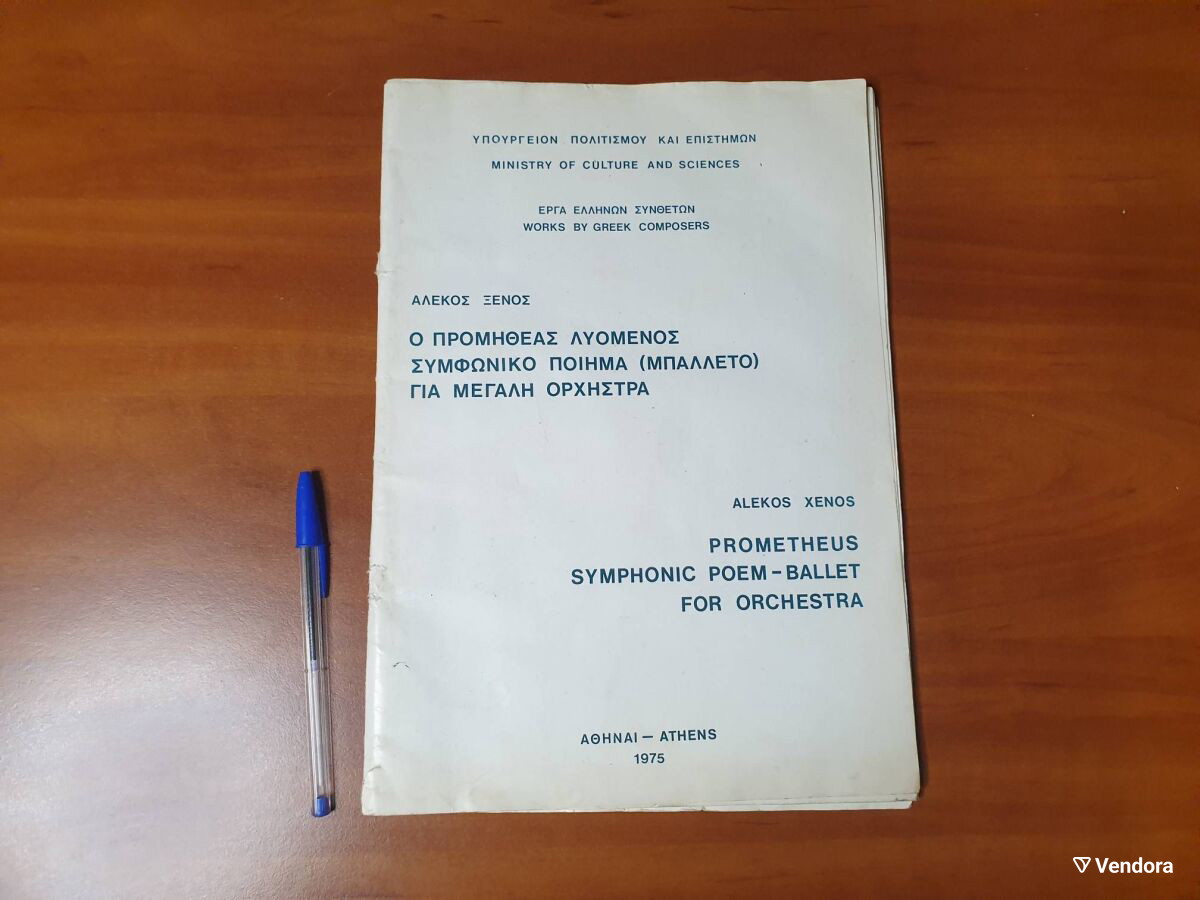 ΥΠΟΥΡΓΕΙΟΝ ΠΟΛΙΤΙΣΜΟΥ ΚΑΙ ΕΠΙΣΤΗΜΩΝ
MINISTRY OF CULTURE AND SCIENCES
ΕΡΓΑ ΕΛΛΗΝΩΝ ΣΥΝΘΕΤΩΝ
WORKS BY GREEK COMPOSERS
ΑΛΕΚΟΣ ΞΕΝΟΣ
Ο ΠΡΟΜΗΘΕΑΣ ΛΥΟΜΕΝΟΣ
ΣΥΜΦΩΝΙΚΟ ΠΟΙΗΜΑ (ΜΠΑΛΛΕΤΟ)
ΓΙΑ ΜΕΓΑΛΗ ΟΡΧΗΣΤΡΑ
ALEKOS XENOS
PROMETHEUS
SYMPHONIC POEM – BALLET
FOR ORCHESTRA
ΑΘΗΝΑΙ – ATHENS
1975
Vendora